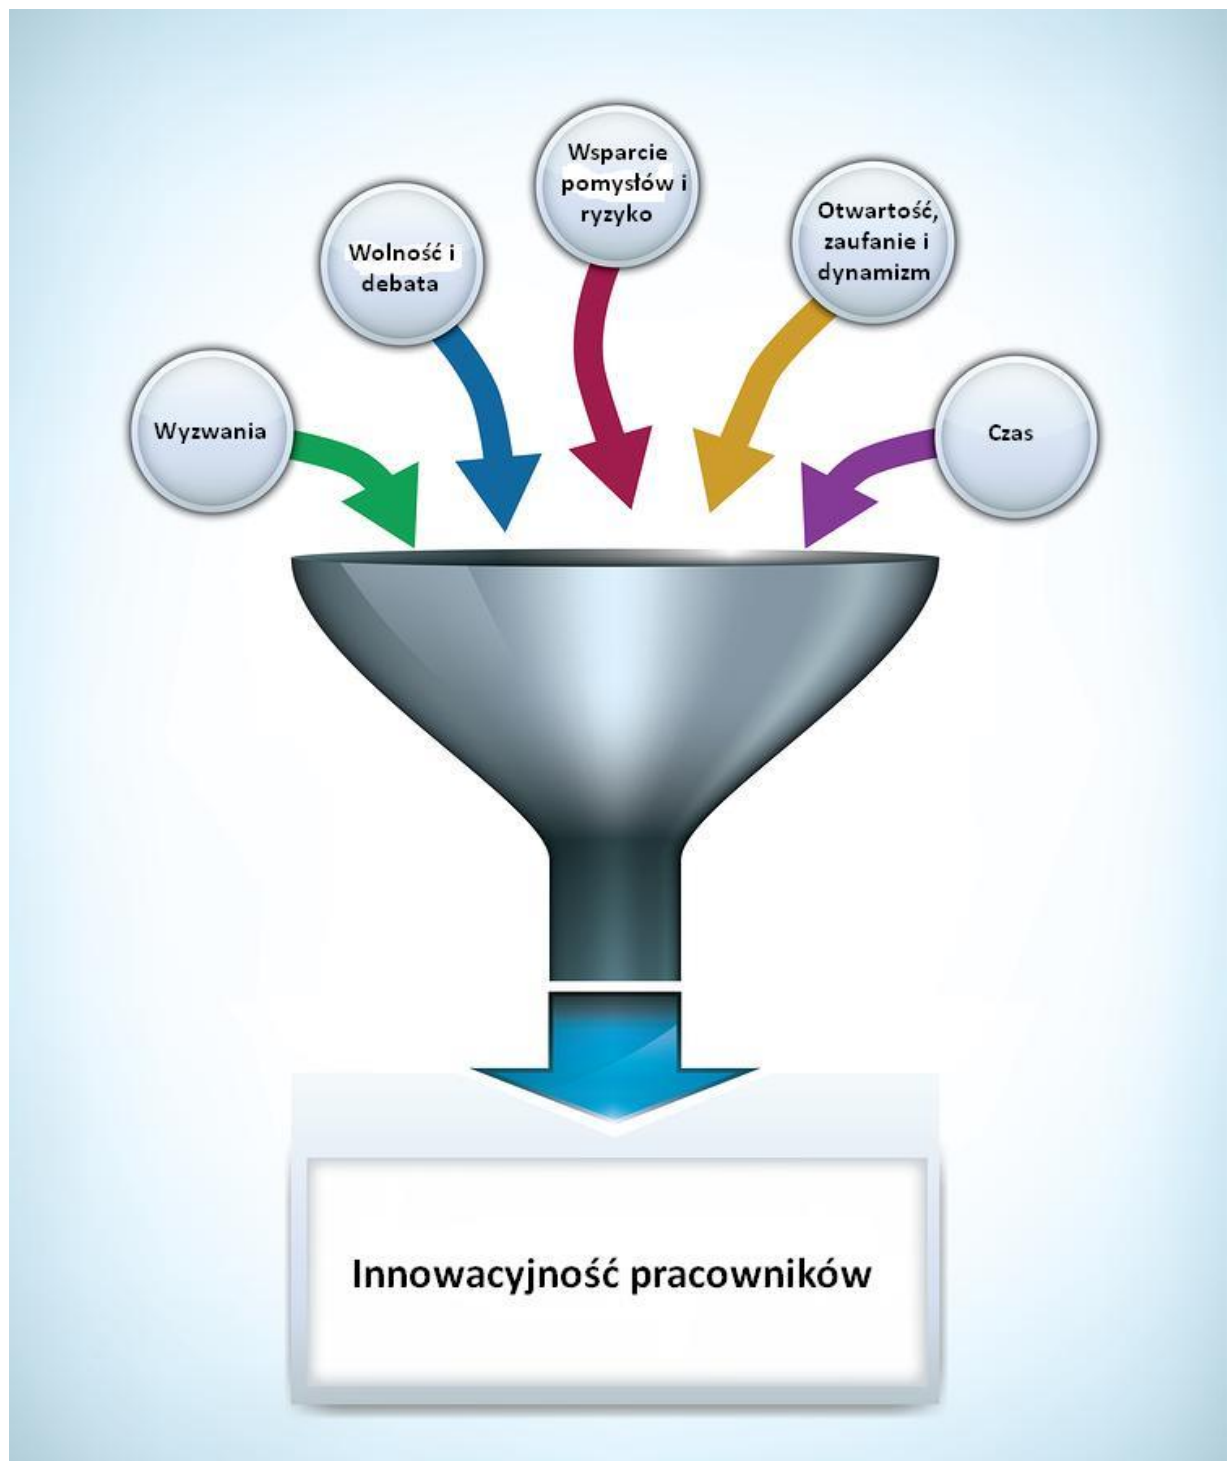 Wyzwania
Wolność i
debata
Wsparcie
pomysłów i
ryzyko
Otwartość,
zaufanie i
dynamizm
Czas
Innowacyjność pracowników